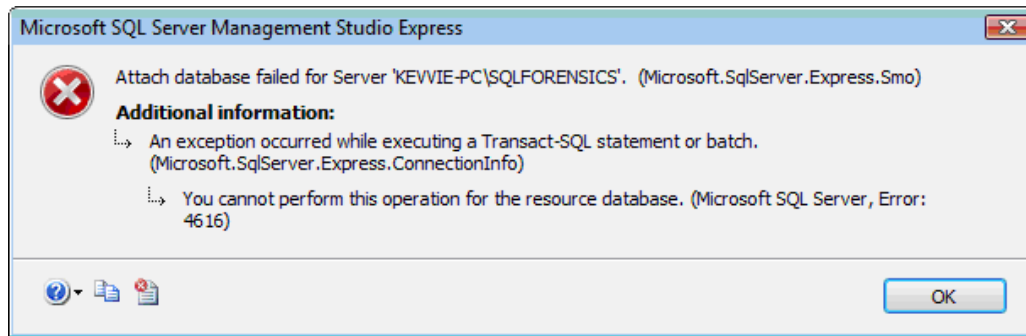 Microsoft SQL Server Management Studio Express
Attach database failed for Server 'KEVVIE-PC\SQLFORENSICS'. (Microsoft.SqlServer.Express.Smo)
Additional information:
An exception occurred while executing a Transact-SQL statement or batch.
(Microsoft.SqlServer.Express.ConnectionInfo)
You cannot perform this operation for the resource database. (Microsoft SQL Server, Error:
4616)
OK